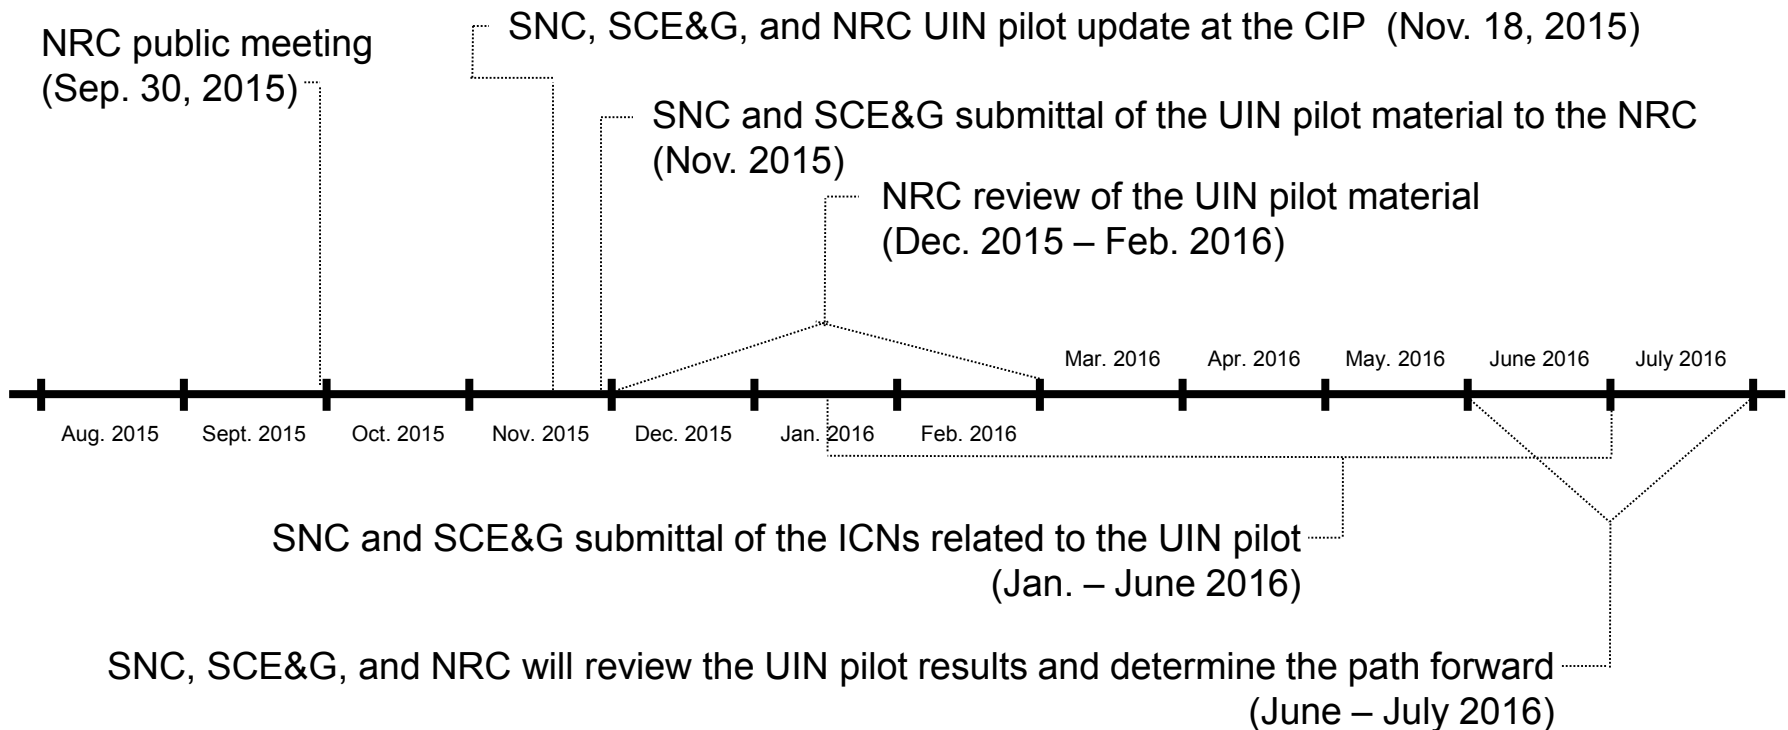 SNC, SCE&G, and NRC UIN pilot update at the CIP  (Nov. 18, 2015)
NRC public meeting
(Sep. 30, 2015)
SNC and SCE&G submittal of the UIN pilot material to the NRC
(Nov. 2015)
NRC review of the UIN pilot material
(Dec. 2015 – Feb. 2016)
Mar. 2016
Apr. 2016
May. 2016
June 2016
July 2016
Aug. 2015
Sept. 2015
Oct. 2015
Nov. 2015
Dec. 2015
Jan. 2016
Feb. 2016
SNC and SCE&G submittal of the ICNs related to the UIN pilot
(Jan. – June 2016)
SNC, SCE&G, and NRC will review the UIN pilot results and determine the path forward
(June – July 2016)